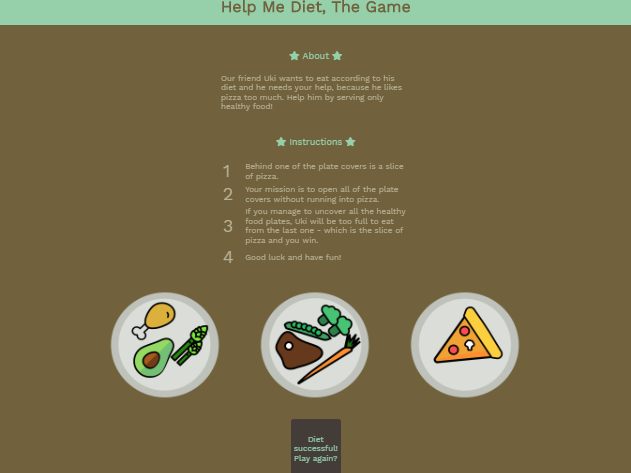 Help Me Diet, The Game
About
Our friend Uki wants to eat according to his
diet and he needs your help, because he likes
pizza too much. Help him by serving only
healthy food!
Instructions
1 Behind one of the plate covers is a slice
of pizza.
2 Your mission is to open all of the plate
covers without running into pizza.
3 If you manage to uncover all the healthy
food plates, Uki will be too full to eat
from the last one - which is the slice of
pizza and you win.
4 Good luck and have fun!
Diet
successful!
Play again?